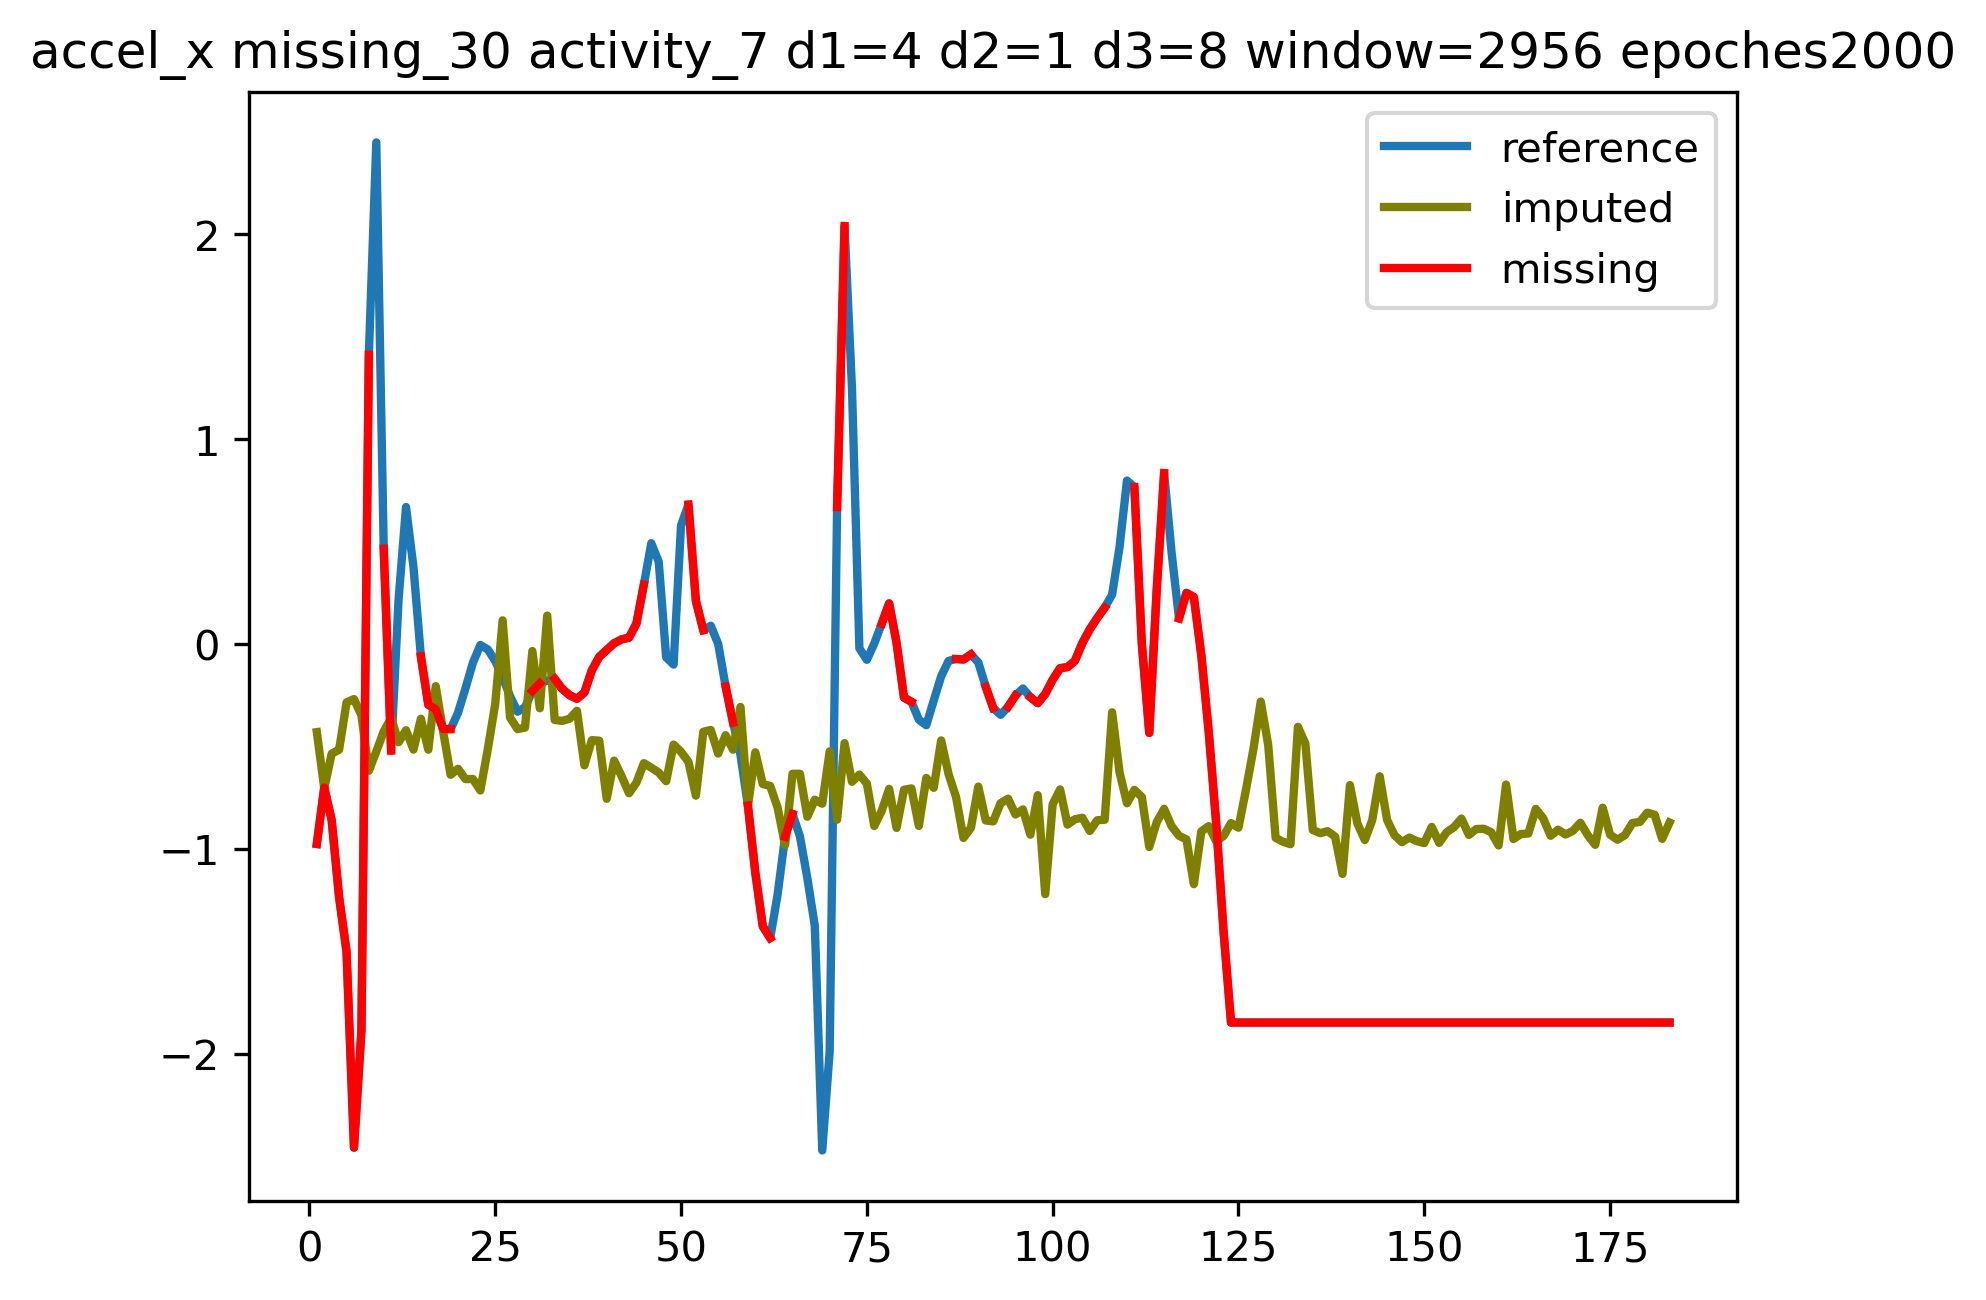 accel_x missing_30 activity_7 d1=4 d2=1 d3=8 window=2956 epoches2000
reference
imputed
missing
2
1
0
−1
−2
0 25 50 75 100 125 150 175